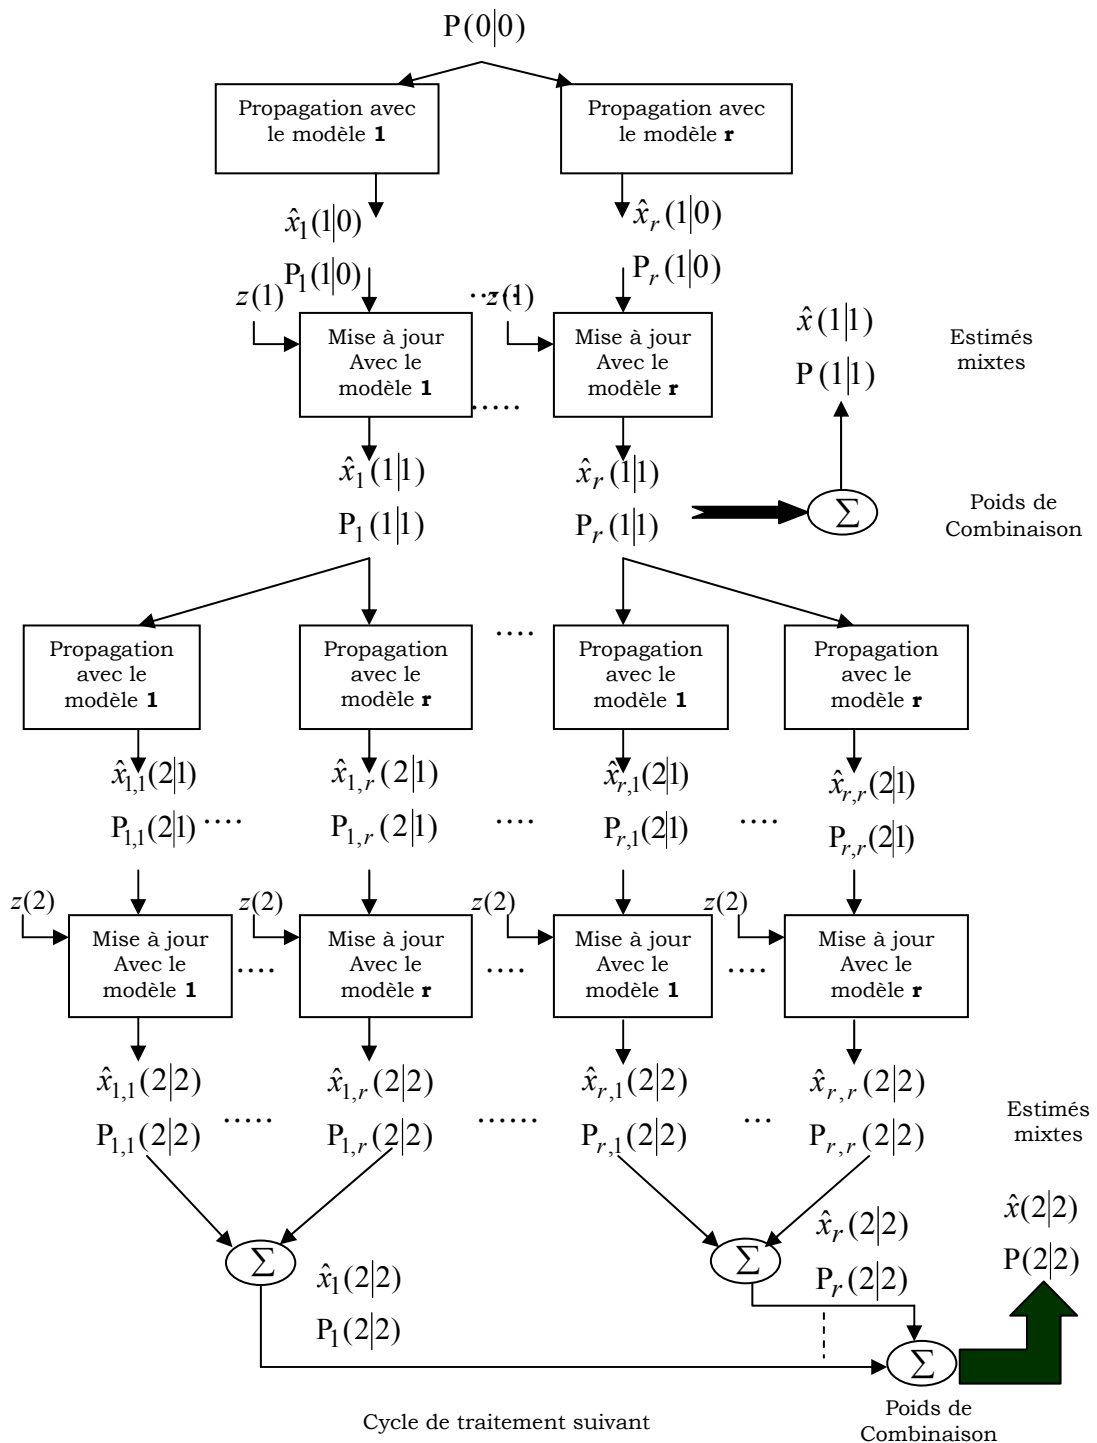 P(0|0)
Propagation avec
le modèle 1
Propagation avec
le modèle r
x̂₁(1|0)
P₁(1|0)
x̂ᵣ(1|0)
Pᵣ(1|0)
z(1)
.....
z(1)
Mise à jour
Avec le
modèle 1
.....
Mise à jour
Avec le
modèle r
x̂(1|1)
P(1|1)
Estimés
mixtes
x̂₁(1|1)
P₁(1|1)
x̂ᵣ(1|1)
Pᵣ(1|1)
Σ
Poids de
Combinaison
Propagation
avec le
modèle 1
Propagation
avec le
modèle r
....
Propagation
avec le
modèle 1
Propagation
avec le
modèle r
x̂₁,₁(2|1)
P₁,₁(2|1)
....
x̂₁,ᵣ(2|1)
P₁,ᵣ(2|1)
....
x̂ᵣ,₁(2|1)
Pᵣ,₁(2|1)
....
x̂ᵣ,ᵣ(2|1)
Pᵣ,ᵣ(2|1)
z(2)
z(2)
z(2)
z(2)
Mise à jour
Avec le
modèle 1
....
Mise à jour
Avec le
modèle r
....
Mise à jour
Avec le
modèle 1
....
Mise à jour
Avec le
modèle r
x̂₁,₁(2|2)
P₁,₁(2|2)
.....
x̂₁,ᵣ(2|2)
P₁,ᵣ(2|2)
......
x̂ᵣ,₁(2|2)
Pᵣ,₁(2|2)
...
x̂ᵣ,ᵣ(2|2)
Pᵣ,ᵣ(2|2)
Estimés
mixtes
x̂(2|2)
P(2|2)
Σ
x̂₁(2|2)
P₁(2|2)
Σ
x̂ᵣ(2|2)
Pᵣ(2|2)
Σ
Poids de
Combinaison
Cycle de traitement suivant